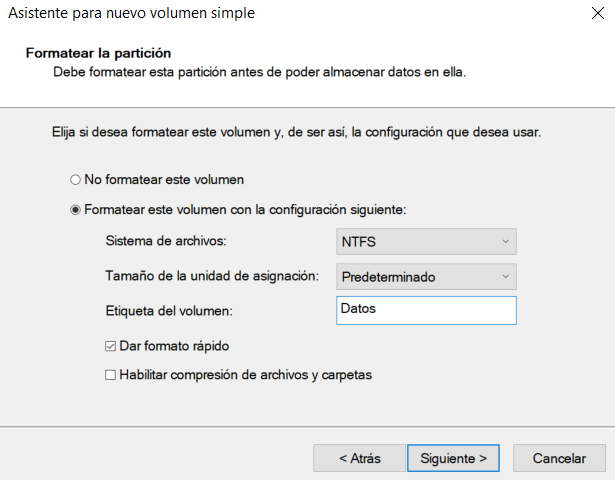 Asistente para nuevo volumen simple
Formatear la partición
Debe formatear esta partición antes de poder almacenar datos en ella.
Elija si desea formatear este volumen y, de ser así, la configuración que desea usar.
No formatear este volumen
Formatear este volumen con la configuración siguiente:
Sistema de archivos: NTFS
Tamaño de la unidad de asignación: Predeterminado
Etiqueta del volumen: Datos
Dar formato rápido
Habilitar compresión de archivos y carpetas
< Atrás Siguiente > Cancelar